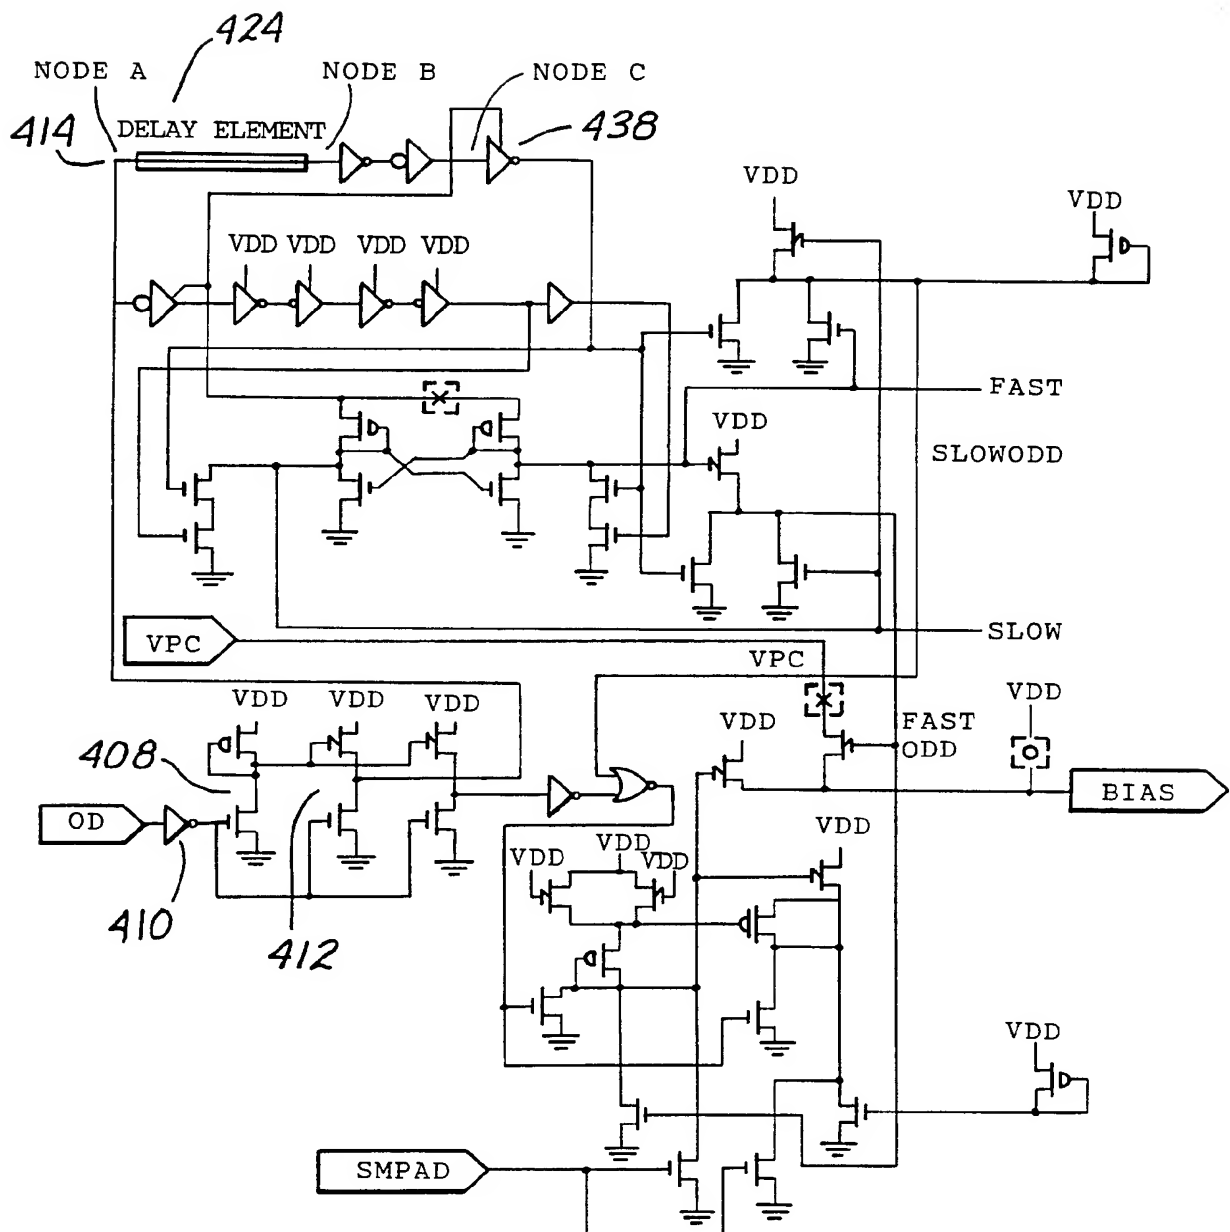 424
NODE A
NODE B
NODE C
414
DELAY ELEMENT
438
VDD
VDD
VDD VDD VDD VDD
FAST
VDD
SLOWODD
SLOW
VPC
VPC
VDD
VDD VDD VDD
VDD
FAST
ODD
408
OD
412
BIAS
VDD
VDD VDD VDD
410
VDD
SMPAD